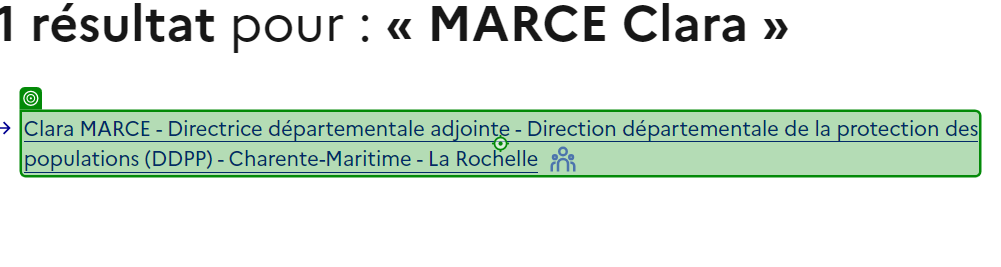 1 résultat pour : « MARCE Clara »
Clara MARCE - Directrice départementale adjointe - Direction départementale de la protection des
populations (DDPP) - Charente-Maritime - La Rochelle